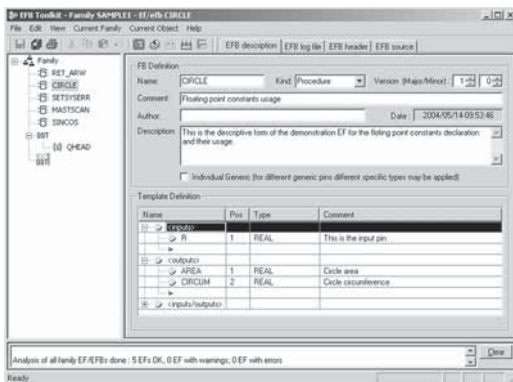 EFB Toolkit - Family SAMPLE1 - Ef/efb CIRCLE
File Edit View Current Family Current Object Help
EFB description EFB log file EFB header EFB source
Family
RET_ARW
CIRCLE
SETSYSERR
MASTSCAN
SINCOS
DDT
QHEAD
DDT
FB Definition
Name: CIRCLE Kind: Procedure Version (Major/Minor): 1 0
Comment Floating point constants usage
Author: Date: 2004/05/14-09:53:46
Description This is the descriptive form of the demonstration EF for the floting point constants declaration
and their usage.
Individual Generic (for different generic pins different specific types may be applied)
Template Definition
Name Pos Type Comment
<inputs>
R 1 REAL This is the input pin
<outputs>
AREA 1 REAL Circle area
CIRCUM 2 REAL Circle circumference
<inputs/outputs>
Analysis of all family EF/EFBs done : 5 EFs OK, 0 EF with warnings, 0 EF with errors
Clear
Ready